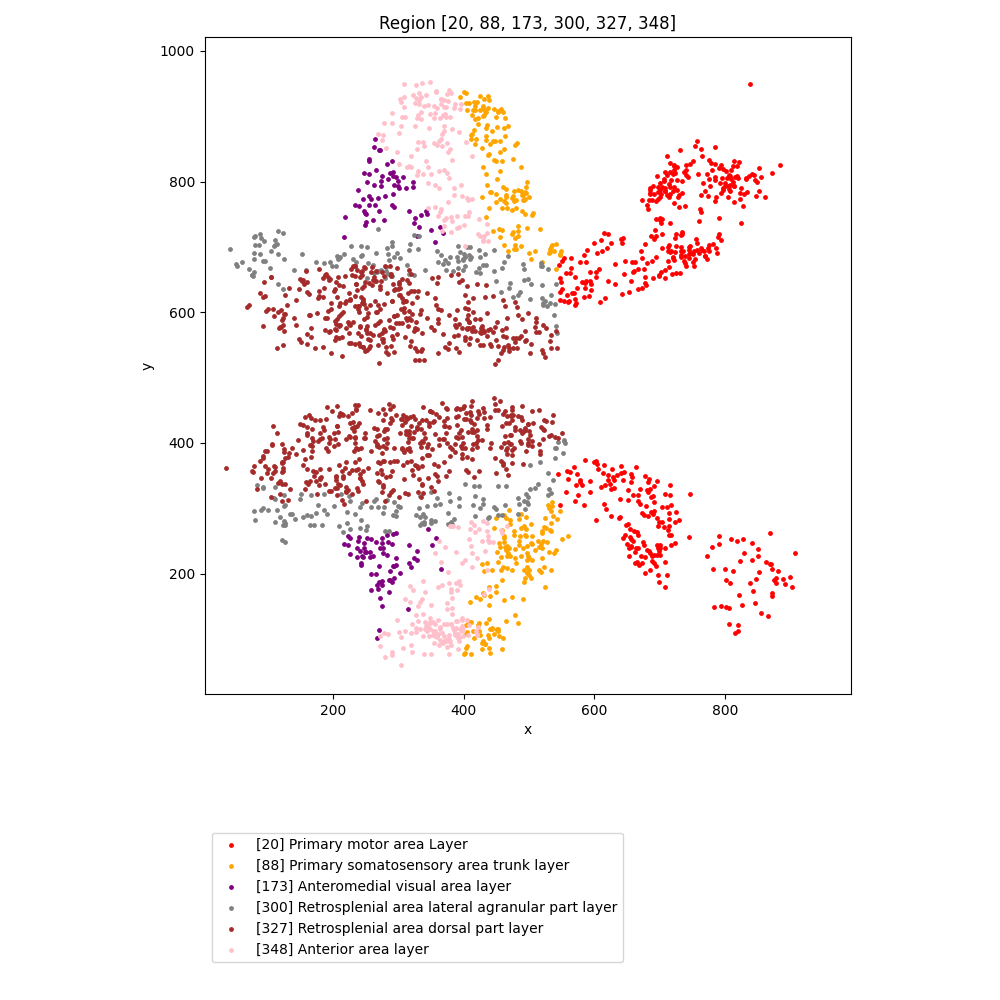 Region [20, 88, 173, 300, 327, 348]
1000
800
600
400
200
y
200 400 600 800
x
[20] Primary motor area Layer
[88] Primary somatosensory area trunk layer
[173] Anteromedial visual area layer
[300] Retrosplenial area lateral agranular part layer
[327] Retrosplenial area dorsal part layer
[348] Anterior area layer